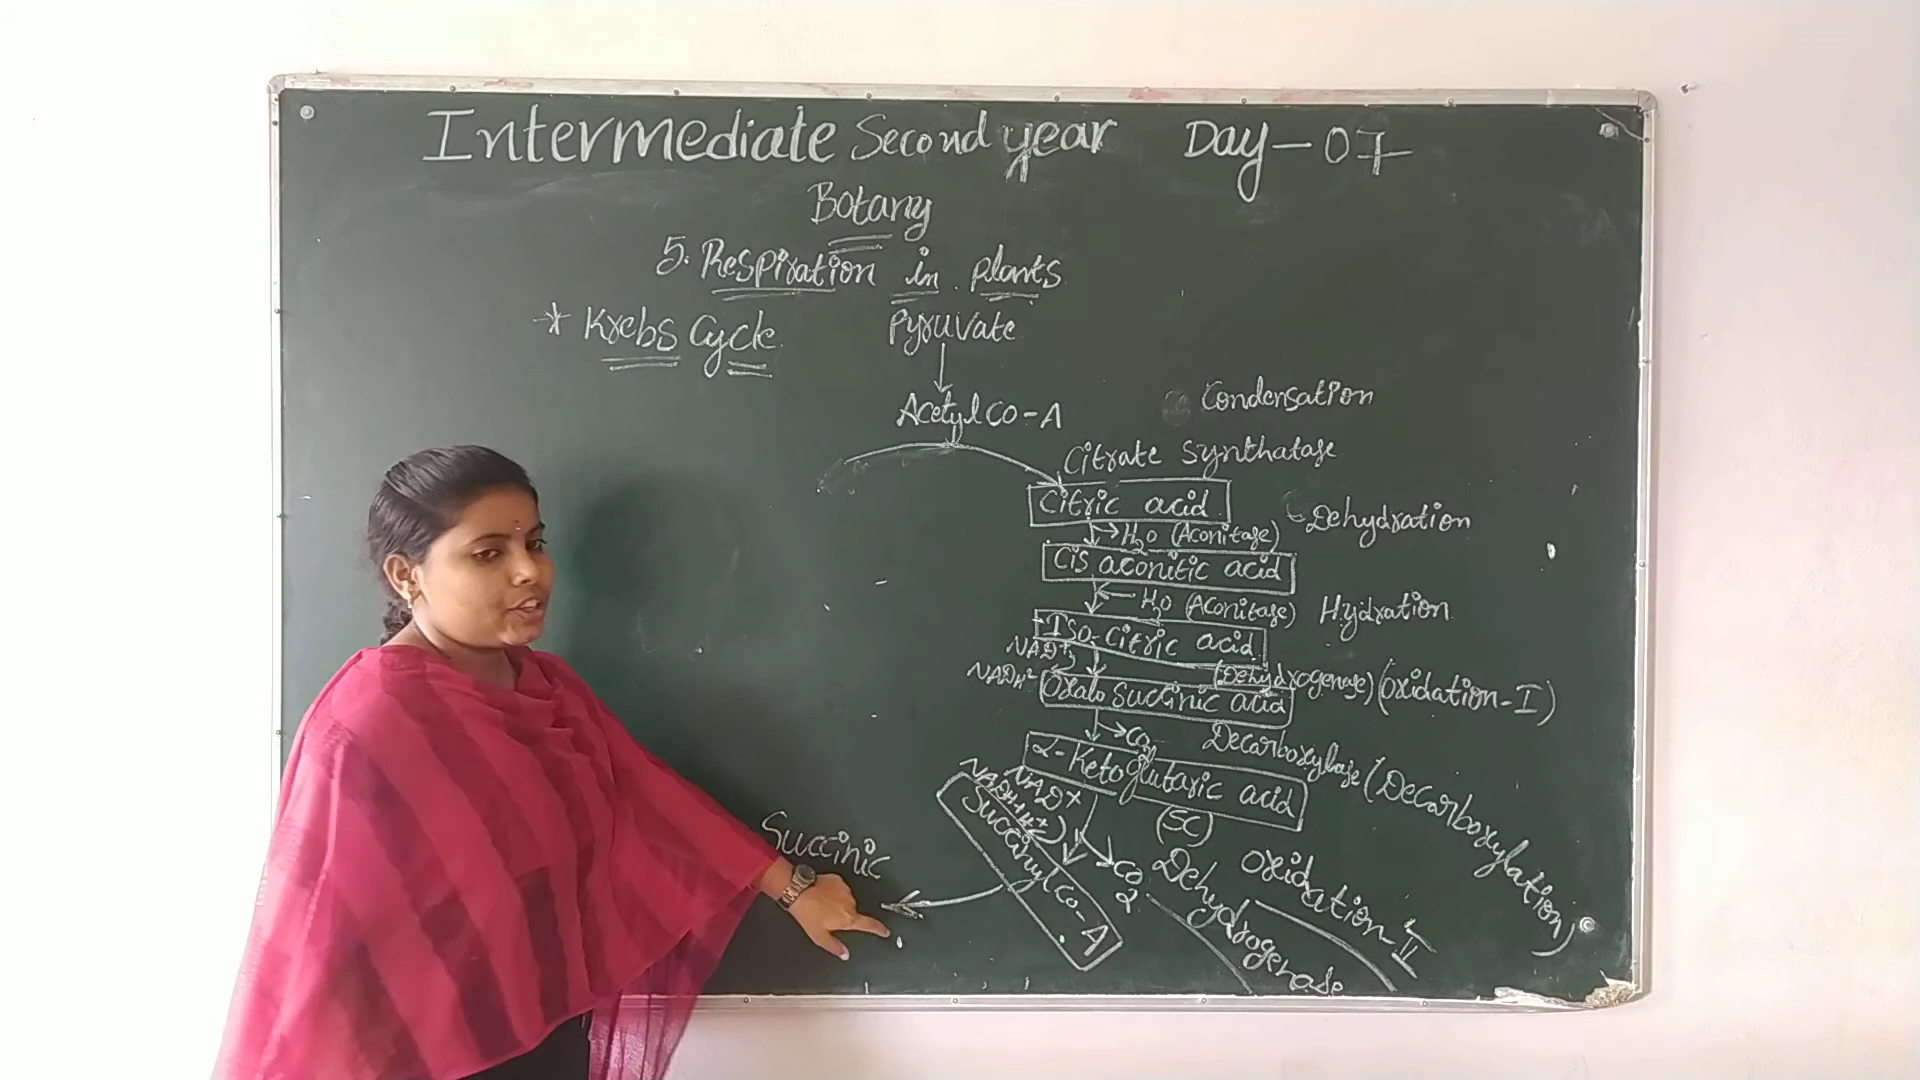 Intermediate Second year Day-07
Botany
5. Respiration in plants
* Krebs Cycle
Pyruvate
Acetyl CO-A
Condensation
Citrate Synthatase
Citric acid
Dehydration
H2O (Aconitase)
Cis aconitic acid
H2O (Aconitase) Hydration
Iso-Citric acid
NAD+
NADH2
(Dehydrogenase) (Oxidation-I)
Oxalo Succinic acid
CO2
Decarboxylase (Decarboxylation)
α-Ketoglutaric acid
(5C)
NAD+
NADH+H+
CO2
Dehydrogenase
Oxidation-II
Succinyl CO-A
Succinic